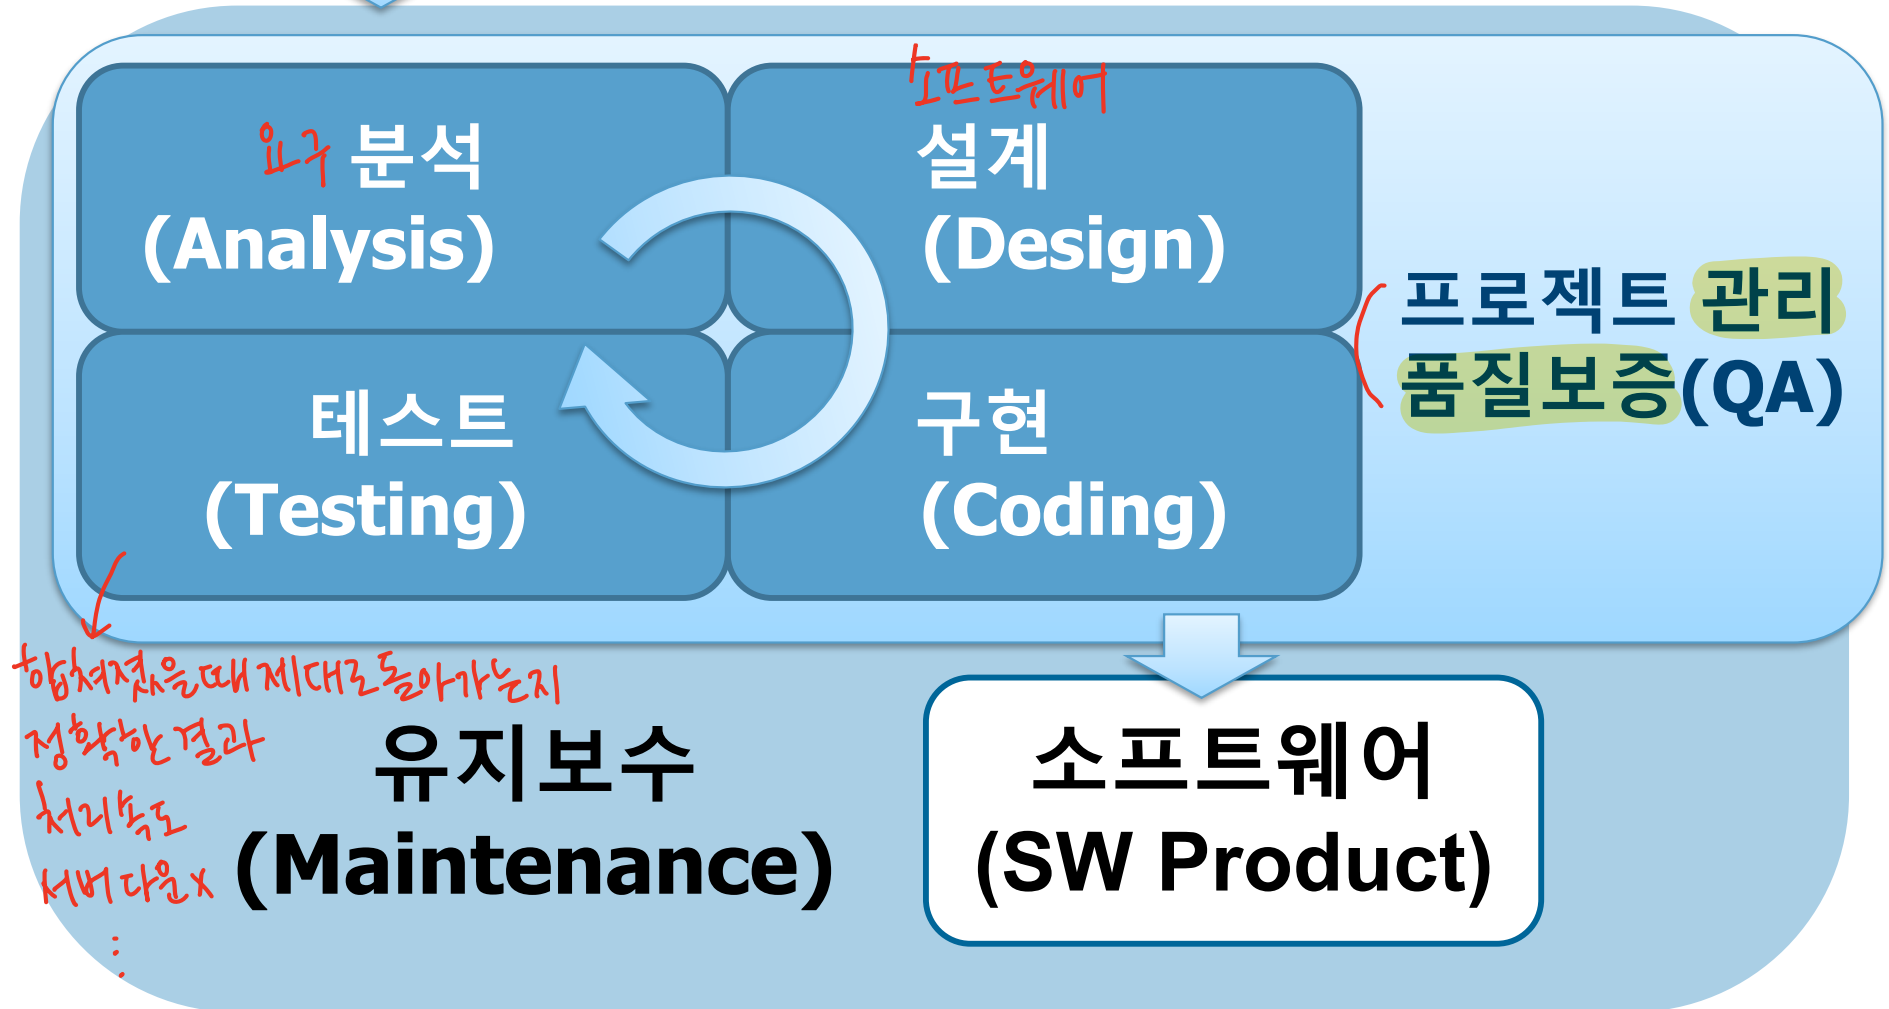 요구 분석
(Analysis)
소프트웨어
설계
(Design)
테스트
(Testing)
구현
(Coding)
프로젝트 관리
품질보증(QA)
합쳐졌을때 제대로 돌아가는지
정확한 결과
처리속도
서버다운x
⋮
유지보수
(Maintenance)
소프트웨어
(SW Product)